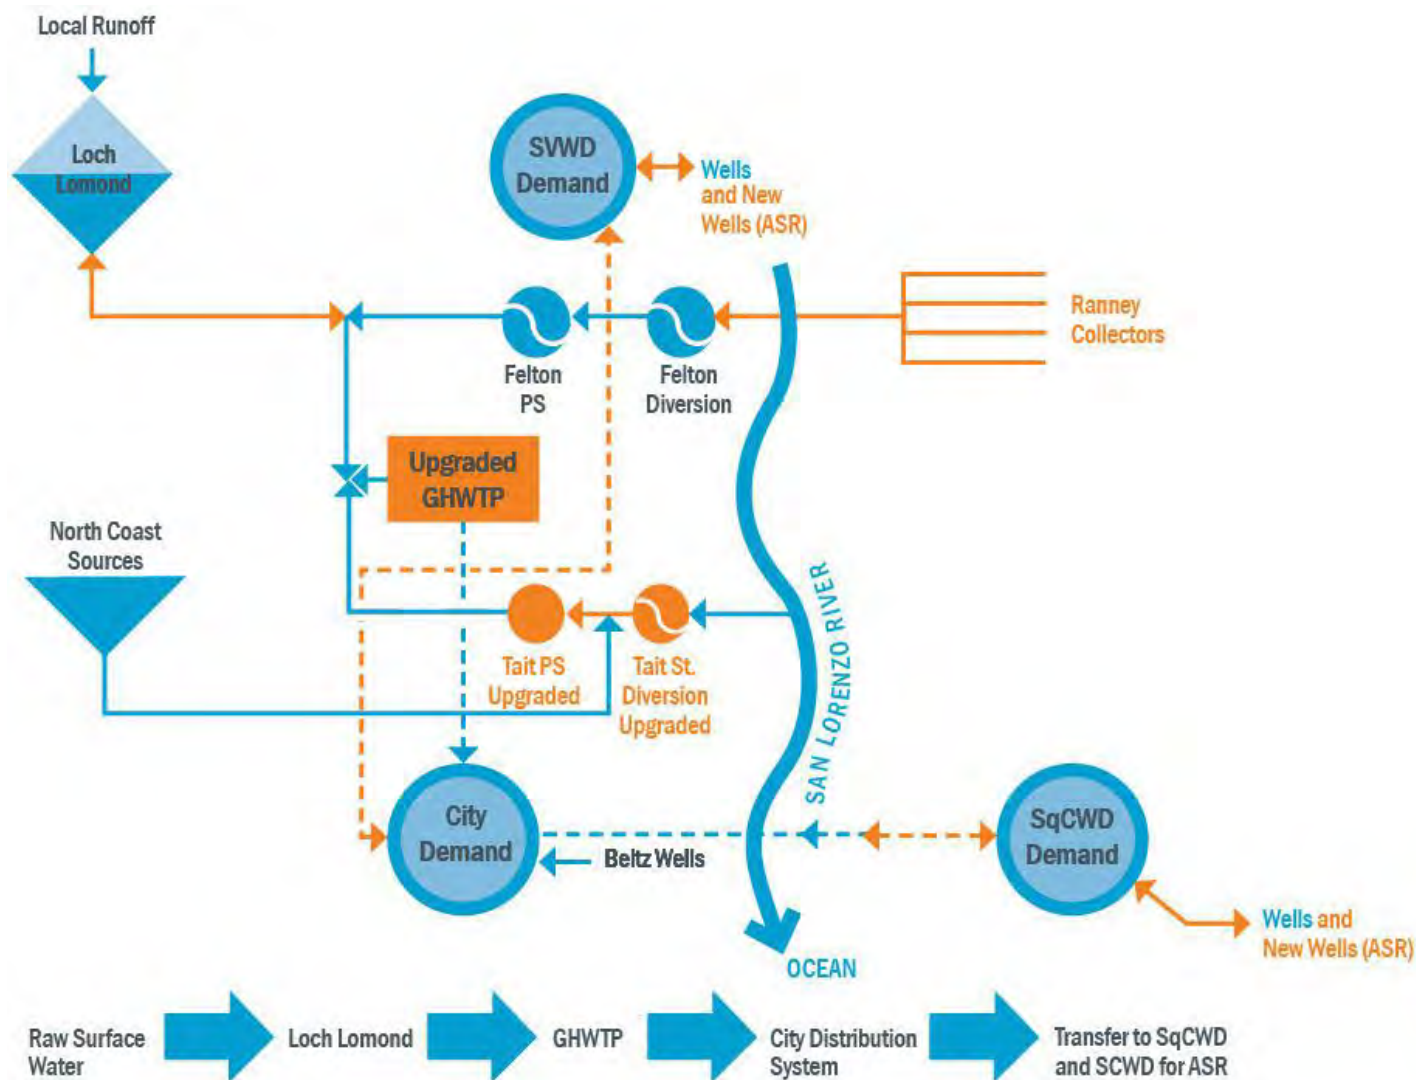 Local Runoff
Loch
Lomond
SVWD
Demand
Wells
and New
Wells (ASR)
Ranney
Collectors
Felton
PS
Felton
Diversion
Upgraded
GHWTP
North Coast
Sources
Tait PS
Upgraded
Tait St.
Diversion
Upgraded
SAN LORENZO RIVER
City
Demand
Beltz Wells
SqCWD
Demand
Wells and
New Wells (ASR)
OCEAN
Raw Surface
Water
Loch Lomond
GHWTP
City Distribution
System
Transfer to SqCWD
and SCWD for ASR